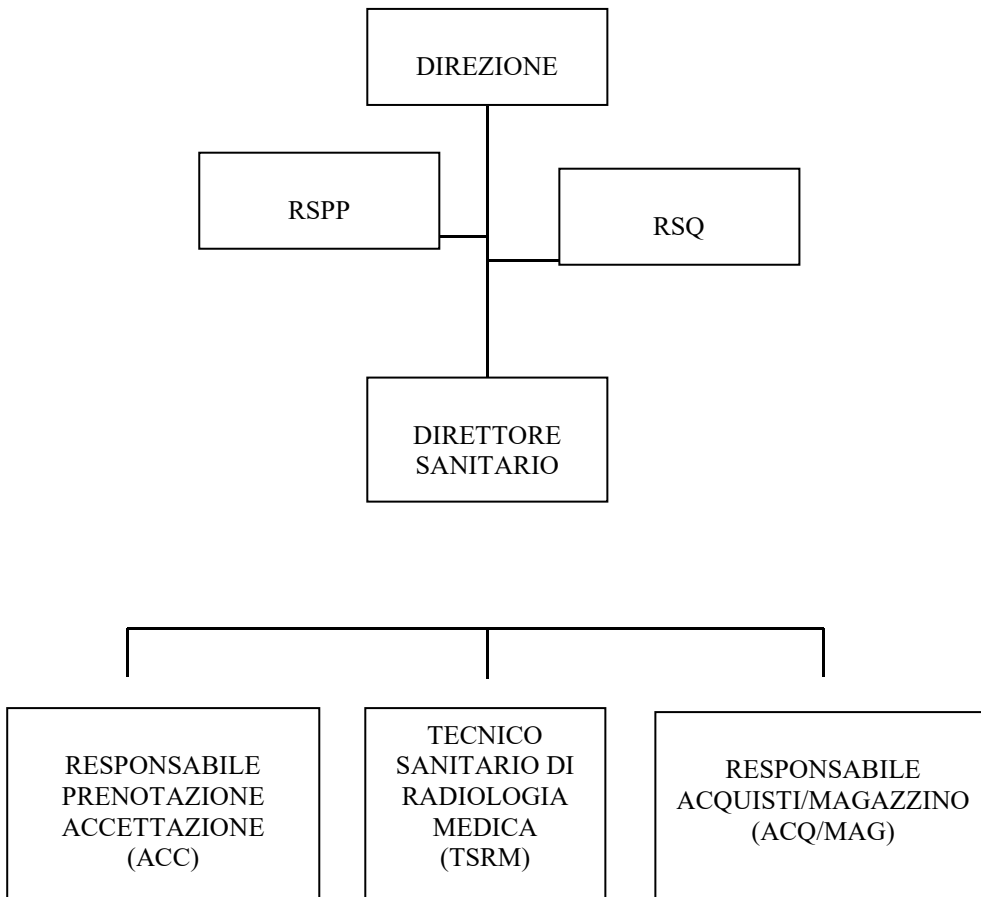 DIREZIONE
RSPP
RSQ
DIRETTORE
SANITARIO
RESPONSABILE
PRENOTAZIONE
ACCETTAZIONE
(ACC)
TECNICO
SANITARIO DI
RADIOLOGIA
MEDICA
(TSRM)
RESPONSABILE
ACQUISTI/MAGAZZINO
(ACQ/MAG)